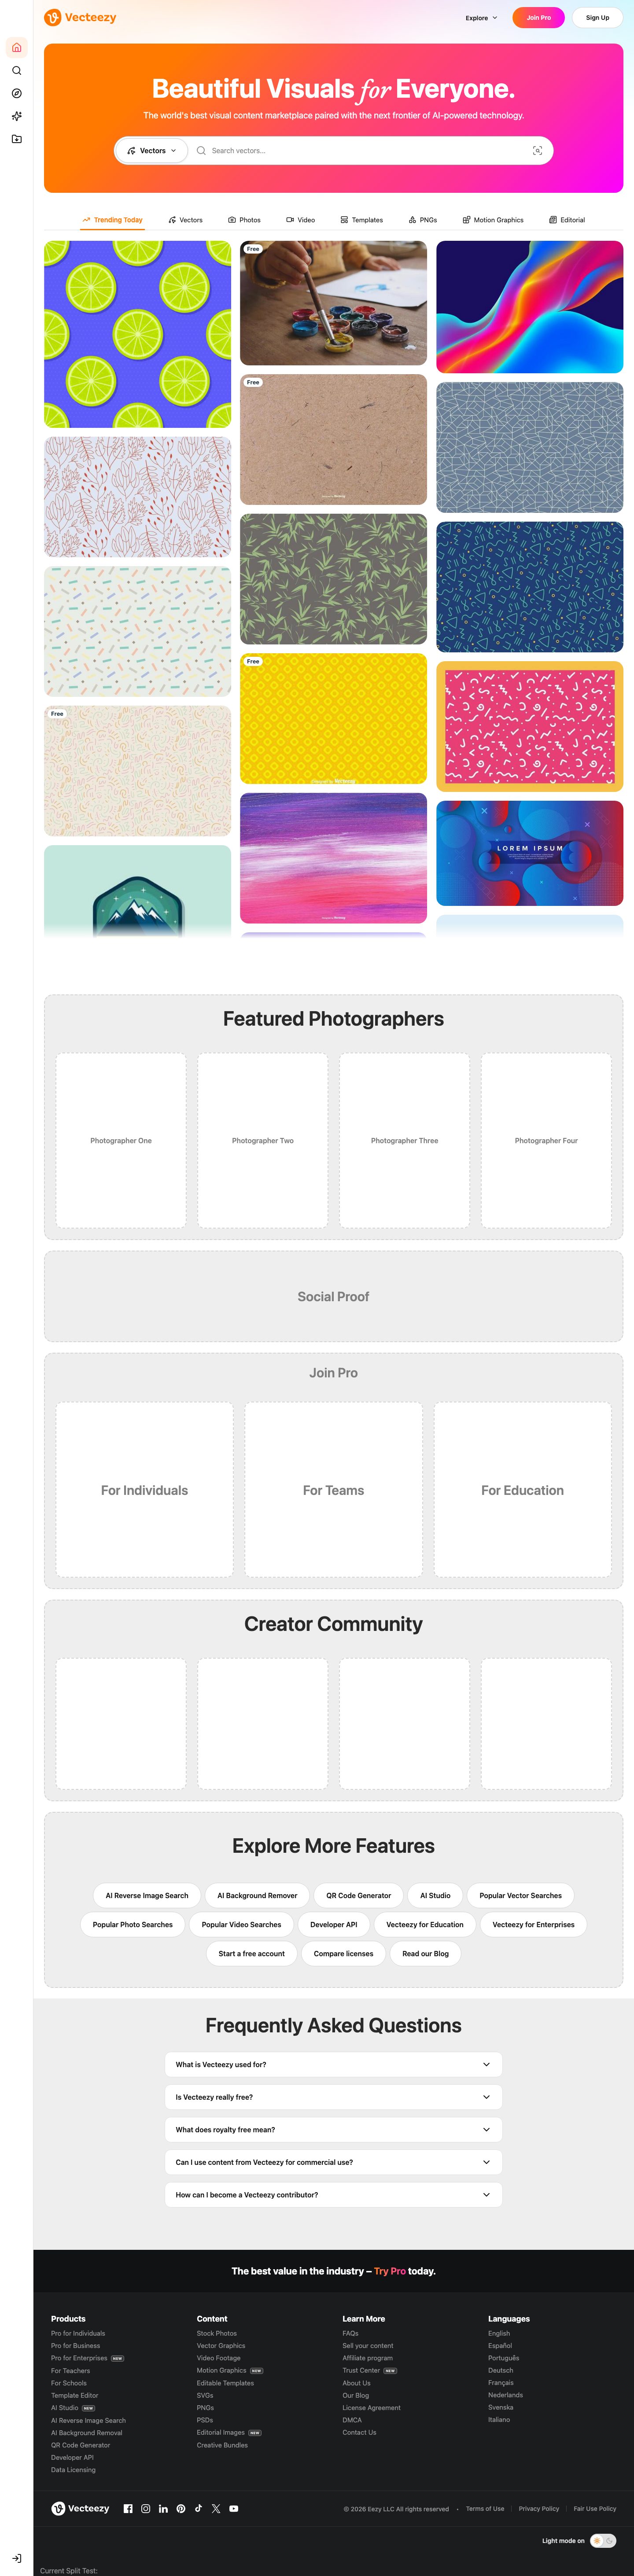 Vecteezy
Explore
Join Pro
Sign Up
Beautiful Visuals for Everyone.
The world's best visual content marketplace paired with the next frontier of AI-powered technology.
Vectors
Search vectors...
Trending Today
Vectors
Photos
Video
Templates
PNGs
Motion Graphics
Editorial
Free
Free
Free
Free
LOREM IPSUM
Featured Photographers
Photographer One
Photographer Two
Photographer Three
Photographer Four
Social Proof
Join Pro
For Individuals
For Teams
For Education
Creator Community
Explore More Features
AI Reverse Image Search
AI Background Remover
QR Code Generator
AI Studio
Popular Vector Searches
Popular Photo Searches
Popular Video Searches
Developer API
Vecteezy for Education
Vecteezy for Enterprises
Start a free account
Compare licenses
Read our Blog
Frequently Asked Questions
What is Vecteezy used for?
Is Vecteezy really free?
What does royalty free mean?
Can I use content from Vecteezy for commercial use?
How can I become a Vecteezy contributor?
The best value in the industry – Try Pro today.
Products
Pro for Individuals
Pro for Business
Pro for Enterprises NEW
For Teachers
For Schools
Template Editor
AI Studio NEW
AI Reverse Image Search
AI Background Removal
QR Code Generator
Developer API
Data Licensing
Content
Stock Photos
Vector Graphics
Video Footage
Motion Graphics NEW
Editable Templates
SVGs
PNGs
PSDs
Editorial Images NEW
Creative Bundles
Learn More
FAQs
Sell your content
Affiliate program
Trust Center NEW
About Us
Our Blog
License Agreement
DMCA
Contact Us
Languages
English
Español
Português
Deutsch
Français
Nederlands
Svenska
Italiano
Vecteezy
© 2026 Eezy LLC All rights reserved
•
Terms of Use
Privacy Policy
Fair Use Policy
Light mode on
Current Split Test: